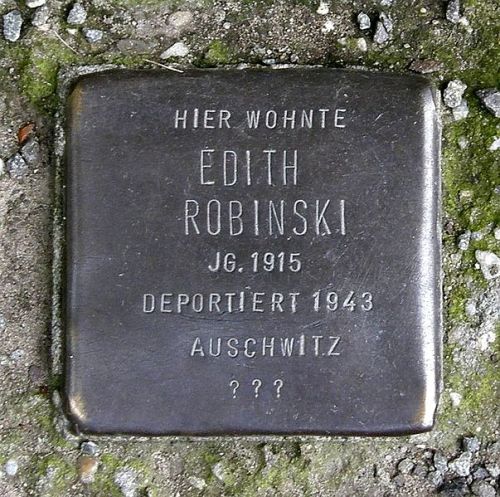 HIER WOHNTE
EDITH
ROBINSKI
JG. 1915
DEPORTIERT 1943
AUSCHWITZ
? ? ?